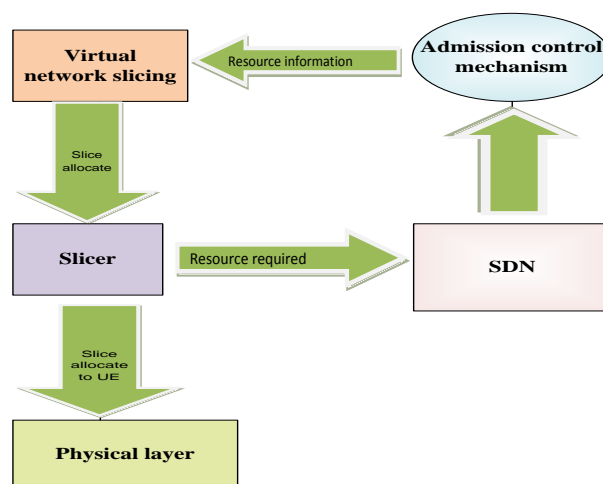 Virtual
network slicing
Resource information
Admission control
mechanism
Slice
allocate
Slicer
Resource required
SDN
Slice
allocate
to UE
Physical layer